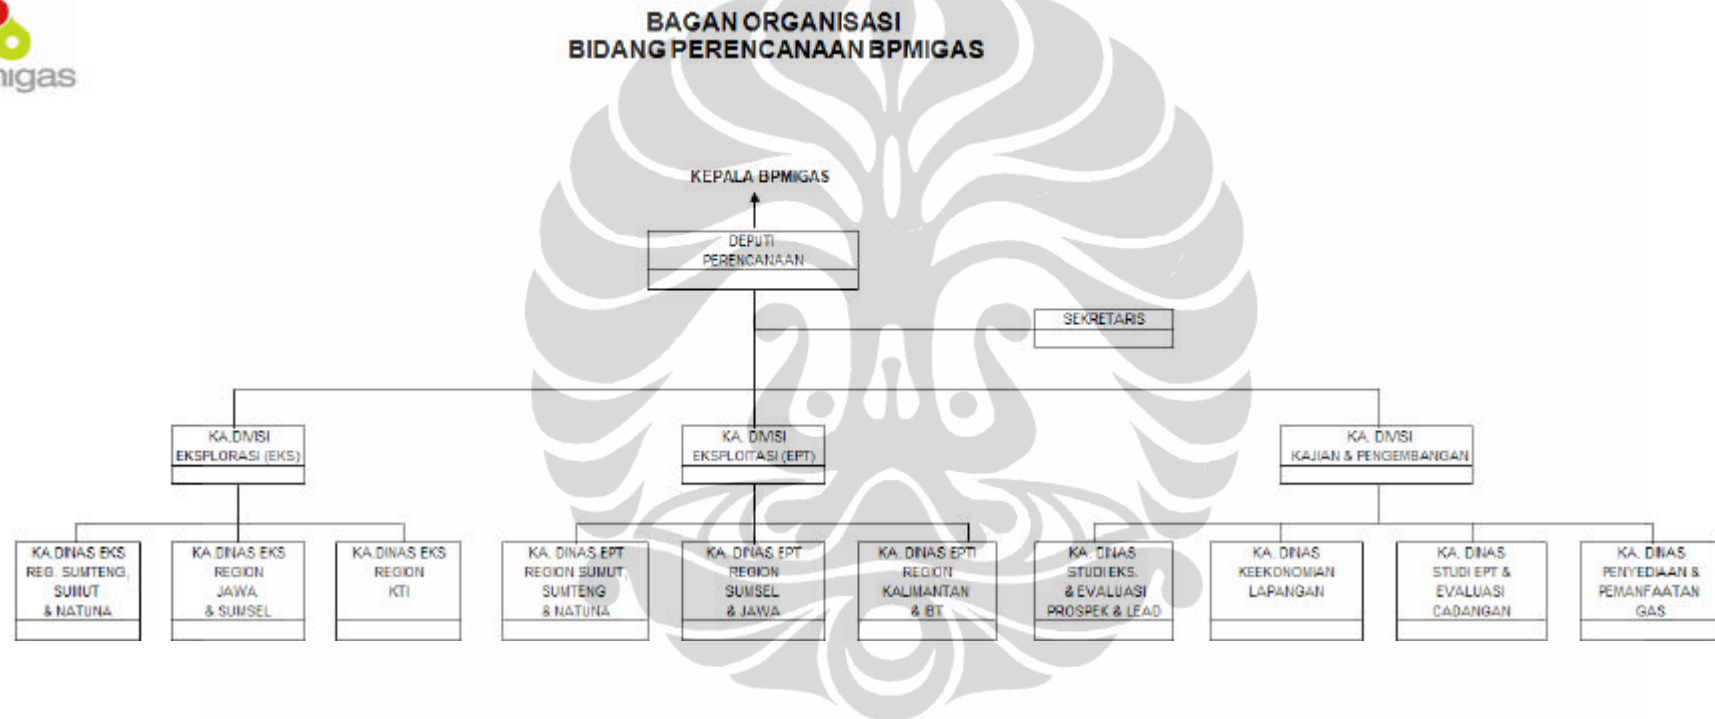 migas
BAGAN ORGANISASI
BIDANG PERENCANAAN BPMIGAS
KEPALA BPMIGAS
DEPUTI
PERENCANAAN
SEKRETARIS
KA.DIVISI
EKSPLORASI (EKS)
KA. DIVISI
EKSPLOITASI (EPT)
KA. DIVISI
KAJIAN & PENGEMBANGAN
KA.DINAS EKS
REG. SUMTENG,
SUMUT
& NATUNA
KA.DINAS EKS
REGION
JAWA
& SUMSEL
KA.DINAS EKS
REGION
KTI
KA. DINAS EPT
REGION SUMUT,
SUMTENG
& NATUNA
KA. DINAS EPT
REGION
SUMSEL
& JAWA
KA. DINAS EPTI
REGION
KALIMANTAN
& IBT
KA. DINAS
STUDI EKS.
& EVALUASI
PROSPEK & LEAD
KA. DINAS
KEEKONOMIAN
LAPANGAN
KA. DINAS
STUDI EPT &
EVALUASI
CADANGAN
KA. DINAS
PENYEDIAAN &
PEMANFAATAN
GAS